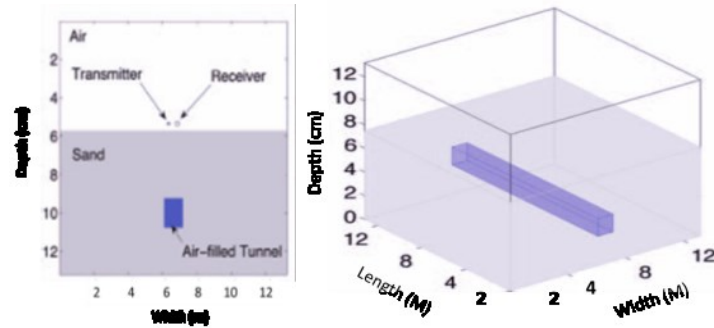 Air
Transmitter
Receiver
Sand
Air-filled Tunnel
2
4
6
8
10
12
Depth (cm)
2 4 6 8 10 12
Width (m)
12
10
8
6
4
2
0
Depth (cm)
12 8 4 2
Length (M)
2 4 8 12
Width (M)